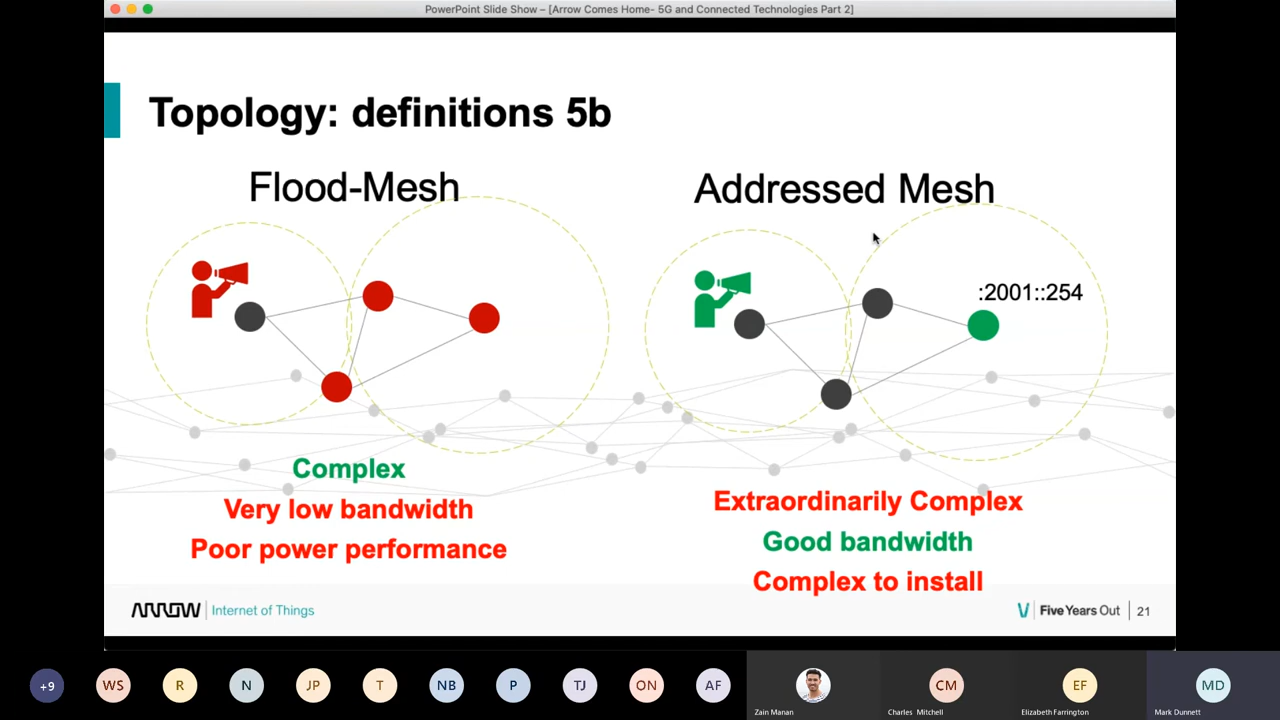 PowerPoint Slide Show – [Arrow Comes Home- 5G and Connected Technologies Part 2]
Topology: definitions 5b
Flood-Mesh
Addressed Mesh
:2001::254
Complex
Very low bandwidth
Poor power performance
Extraordinarily Complex
Good bandwidth
Complex to install
ARROW Internet of Things
Five Years Out 21
+9 WS R N JP T NB P TJ ON AF CM EF MD
Zain Manan Charles Mitchell Elizabeth Farrington Mark Dunnett